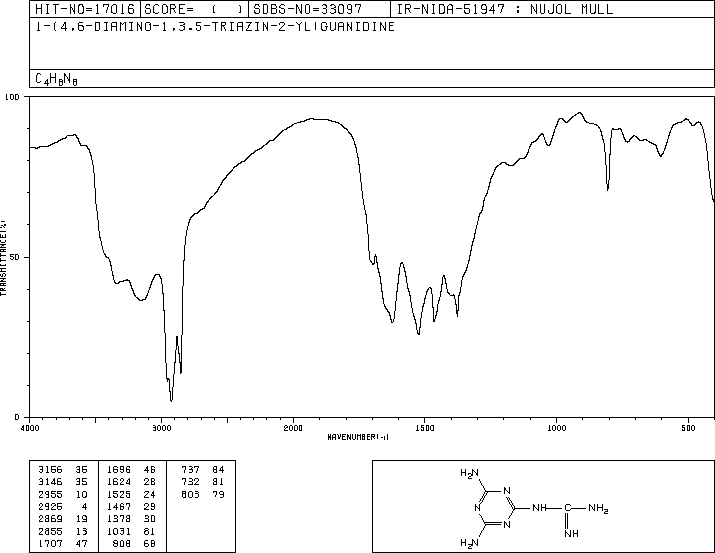 HIT-NO=17016 SCORE= ( ) SDBS-NO=33097 IR-NIDA-51947 : NUJOL MULL
1-(4,6-DIAMINO-1,3,5-TRIAZIN-2-YL)GUANIDINE
C4H8N8
100
50
0
TRANSMITTANCE(%)
4000 3000 2000 1500 1000 500
WAVENUMBER(-1)
3166 36 1696 46 737 84
3146 35 1624 28 732 81
2955 10 1525 24 603 79
2925 4 1467 29
2869 19 1378 30
2855 13 1031 81
1707 47 808 68
H2N
N
N
N
NH
C
NH2
NH
H2N